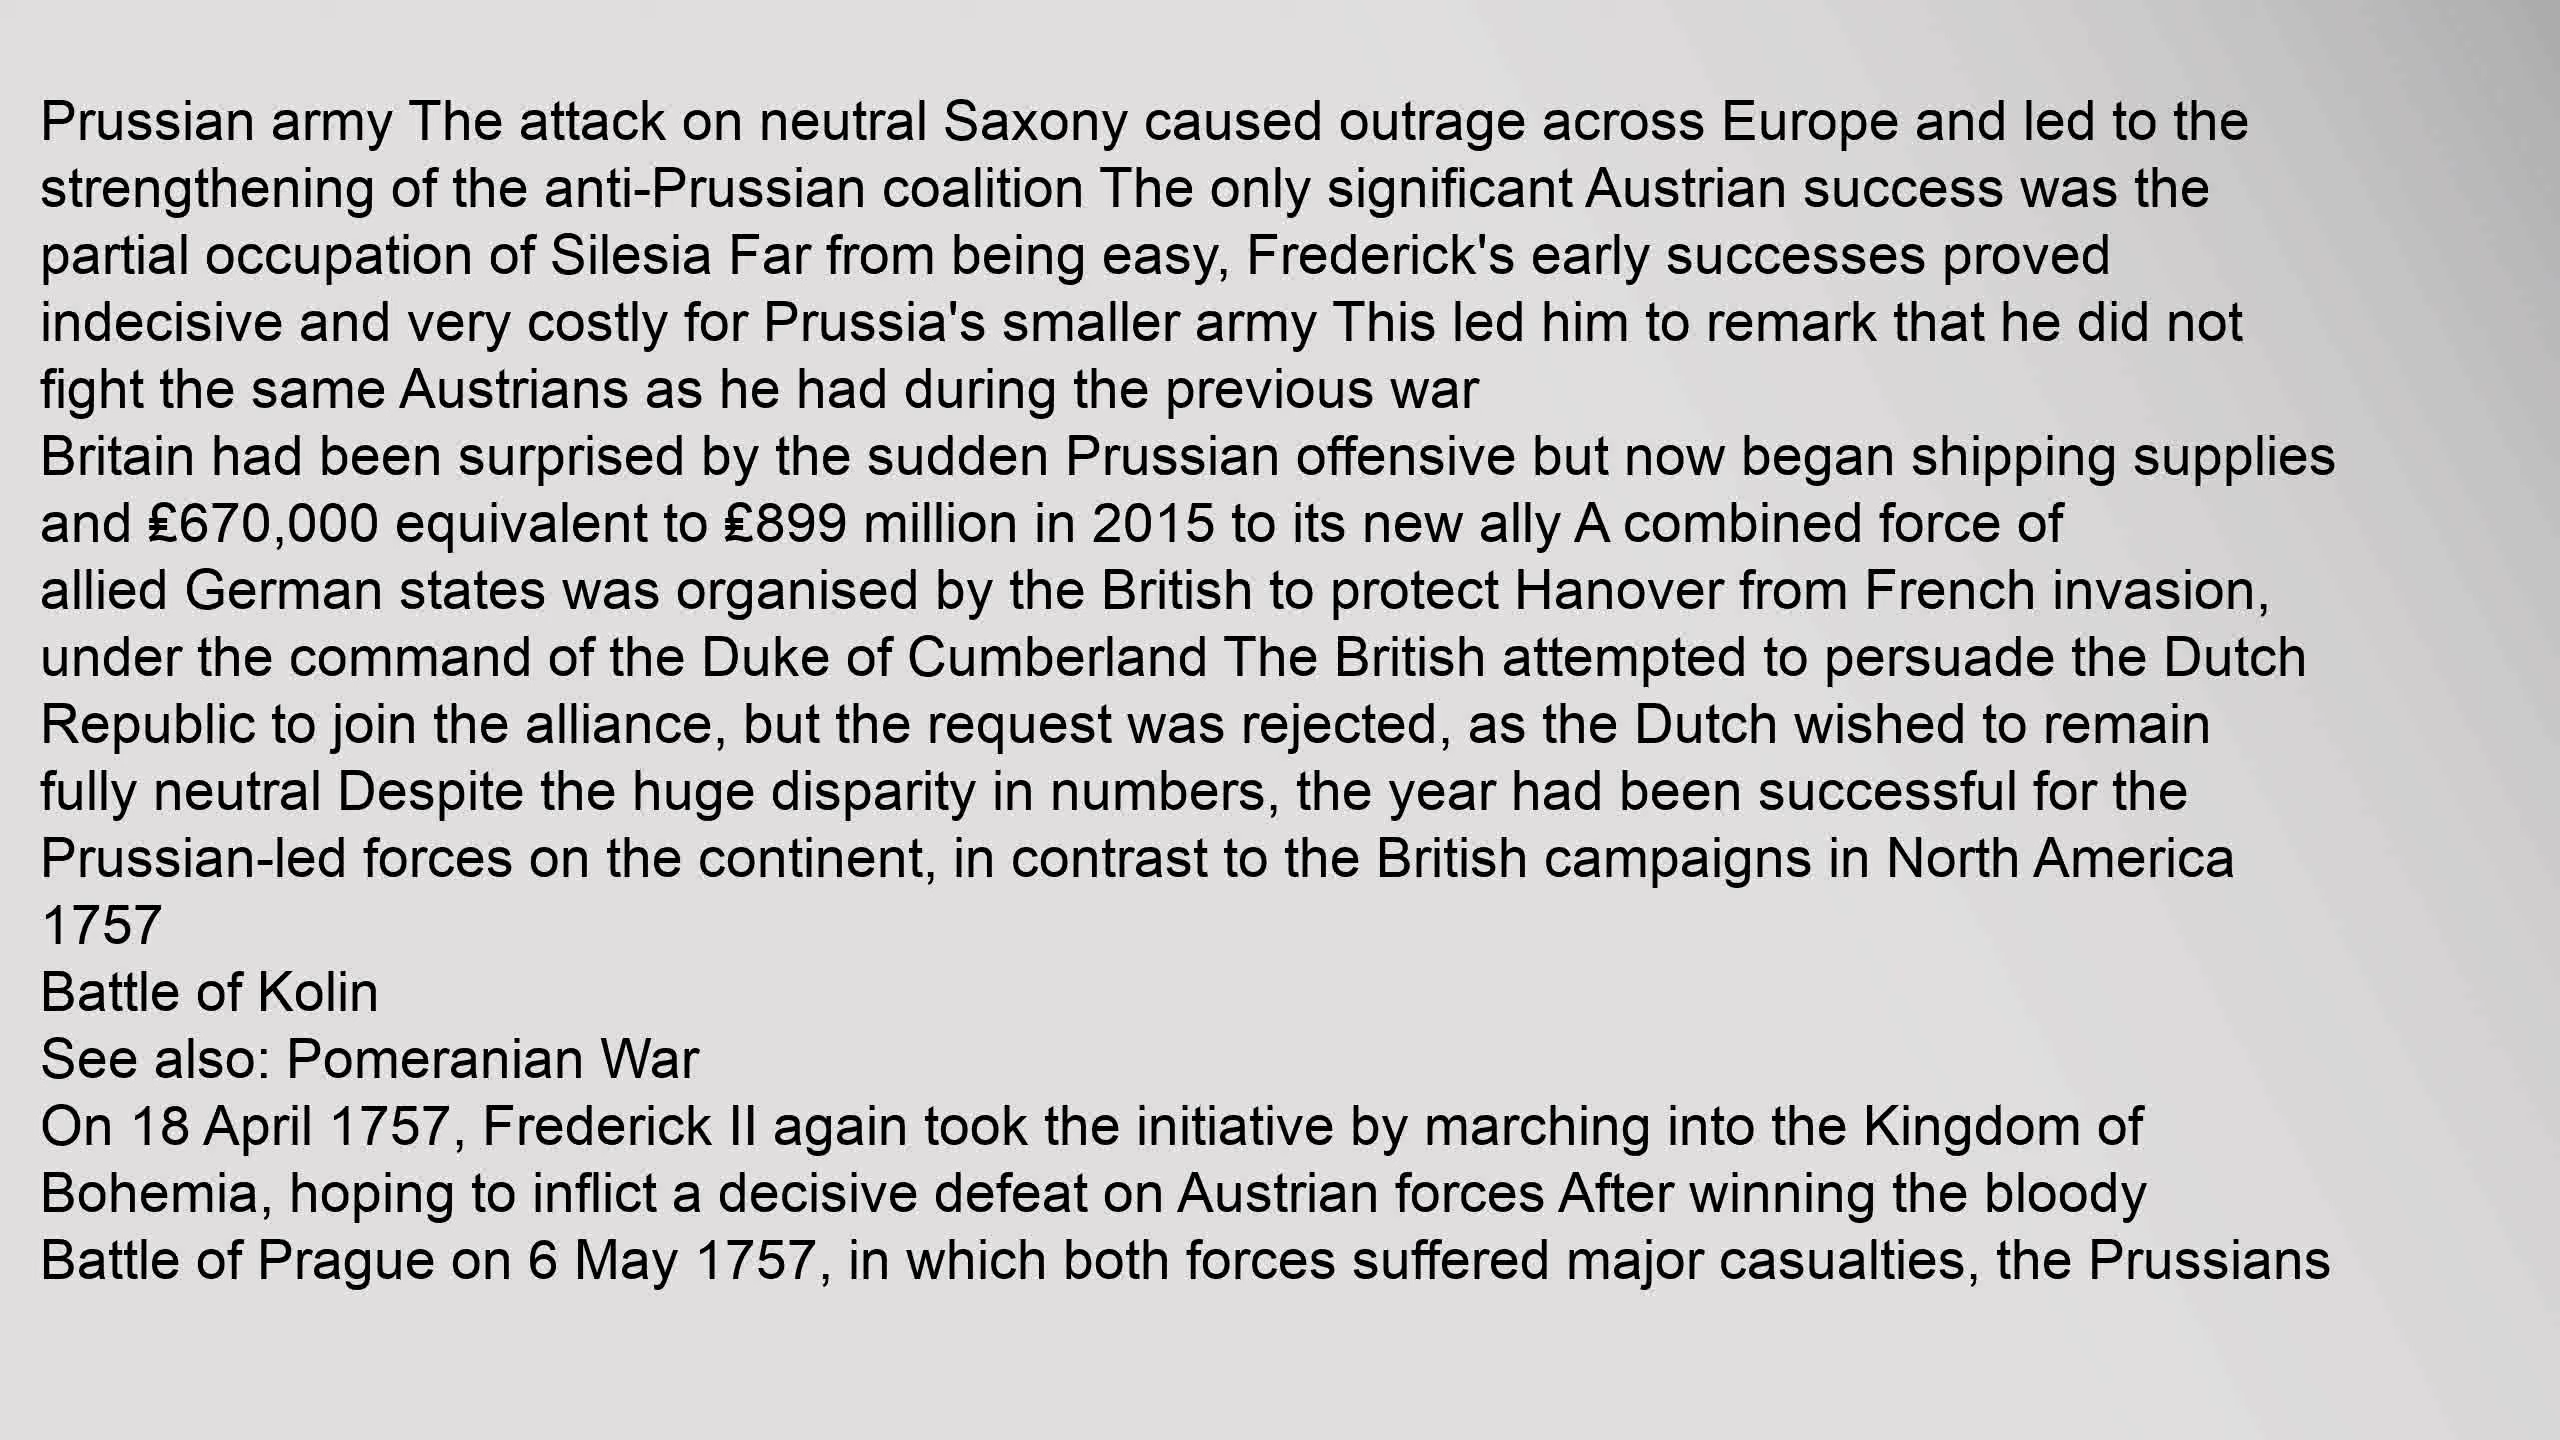 Prussian army The attack on neutral Saxony caused outrage across Europe and led to the
strengthening of the anti-Prussian coalition The only significant Austrian success was the
partial occupation of Silesia Far from being easy, Frederick's early successes proved
indecisive and very costly for Prussia's smaller army This led him to remark that he did not
fight the same Austrians as he had during the previous war
Britain had been surprised by the sudden Prussian offensive but now began shipping supplies
and ₤670,000 equivalent to ₤899 million in 2015 to its new ally A combined force of
allied German states was organised by the British to protect Hanover from French invasion,
under the command of the Duke of Cumberland The British attempted to persuade the Dutch
Republic to join the alliance, but the request was rejected, as the Dutch wished to remain
fully neutral Despite the huge disparity in numbers, the year had been successful for the
Prussian-led forces on the continent, in contrast to the British campaigns in North America
1757
Battle of Kolin
See also: Pomeranian War
On 18 April 1757, Frederick II again took the initiative by marching into the Kingdom of
Bohemia, hoping to inflict a decisive defeat on Austrian forces After winning the bloody
Battle of Prague on 6 May 1757, in which both forces suffered major casualties, the Prussians